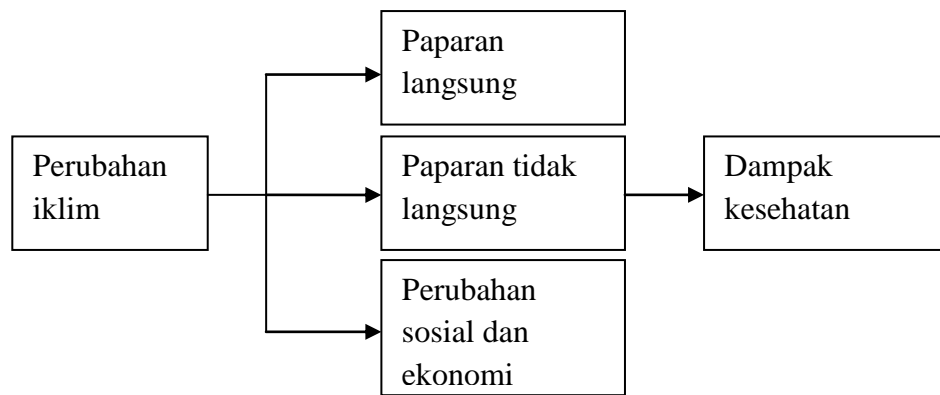 Paparan
langsung
Perubahan
iklim
Paparan tidak
langsung
Dampak
kesehatan
Perubahan
sosial dan
ekonomi